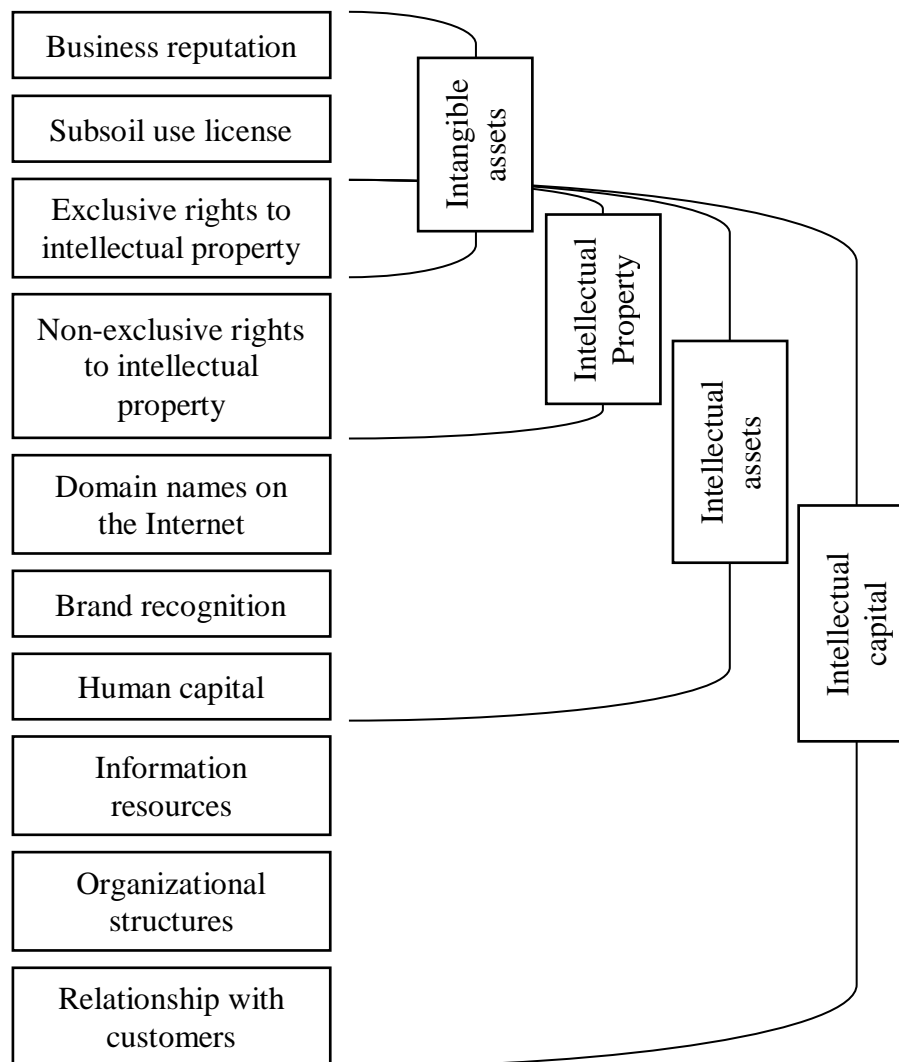 Business reputation
Subsoil use license
Exclusive rights to
intellectual property
Non-exclusive rights
to intellectual
property
Domain names on
the Internet
Brand recognition
Human capital
Information
resources
Organizational
structures
Relationship with
customers
Intangible
assets
Intellectual
Property
Intellectual
assets
Intellectual
capital